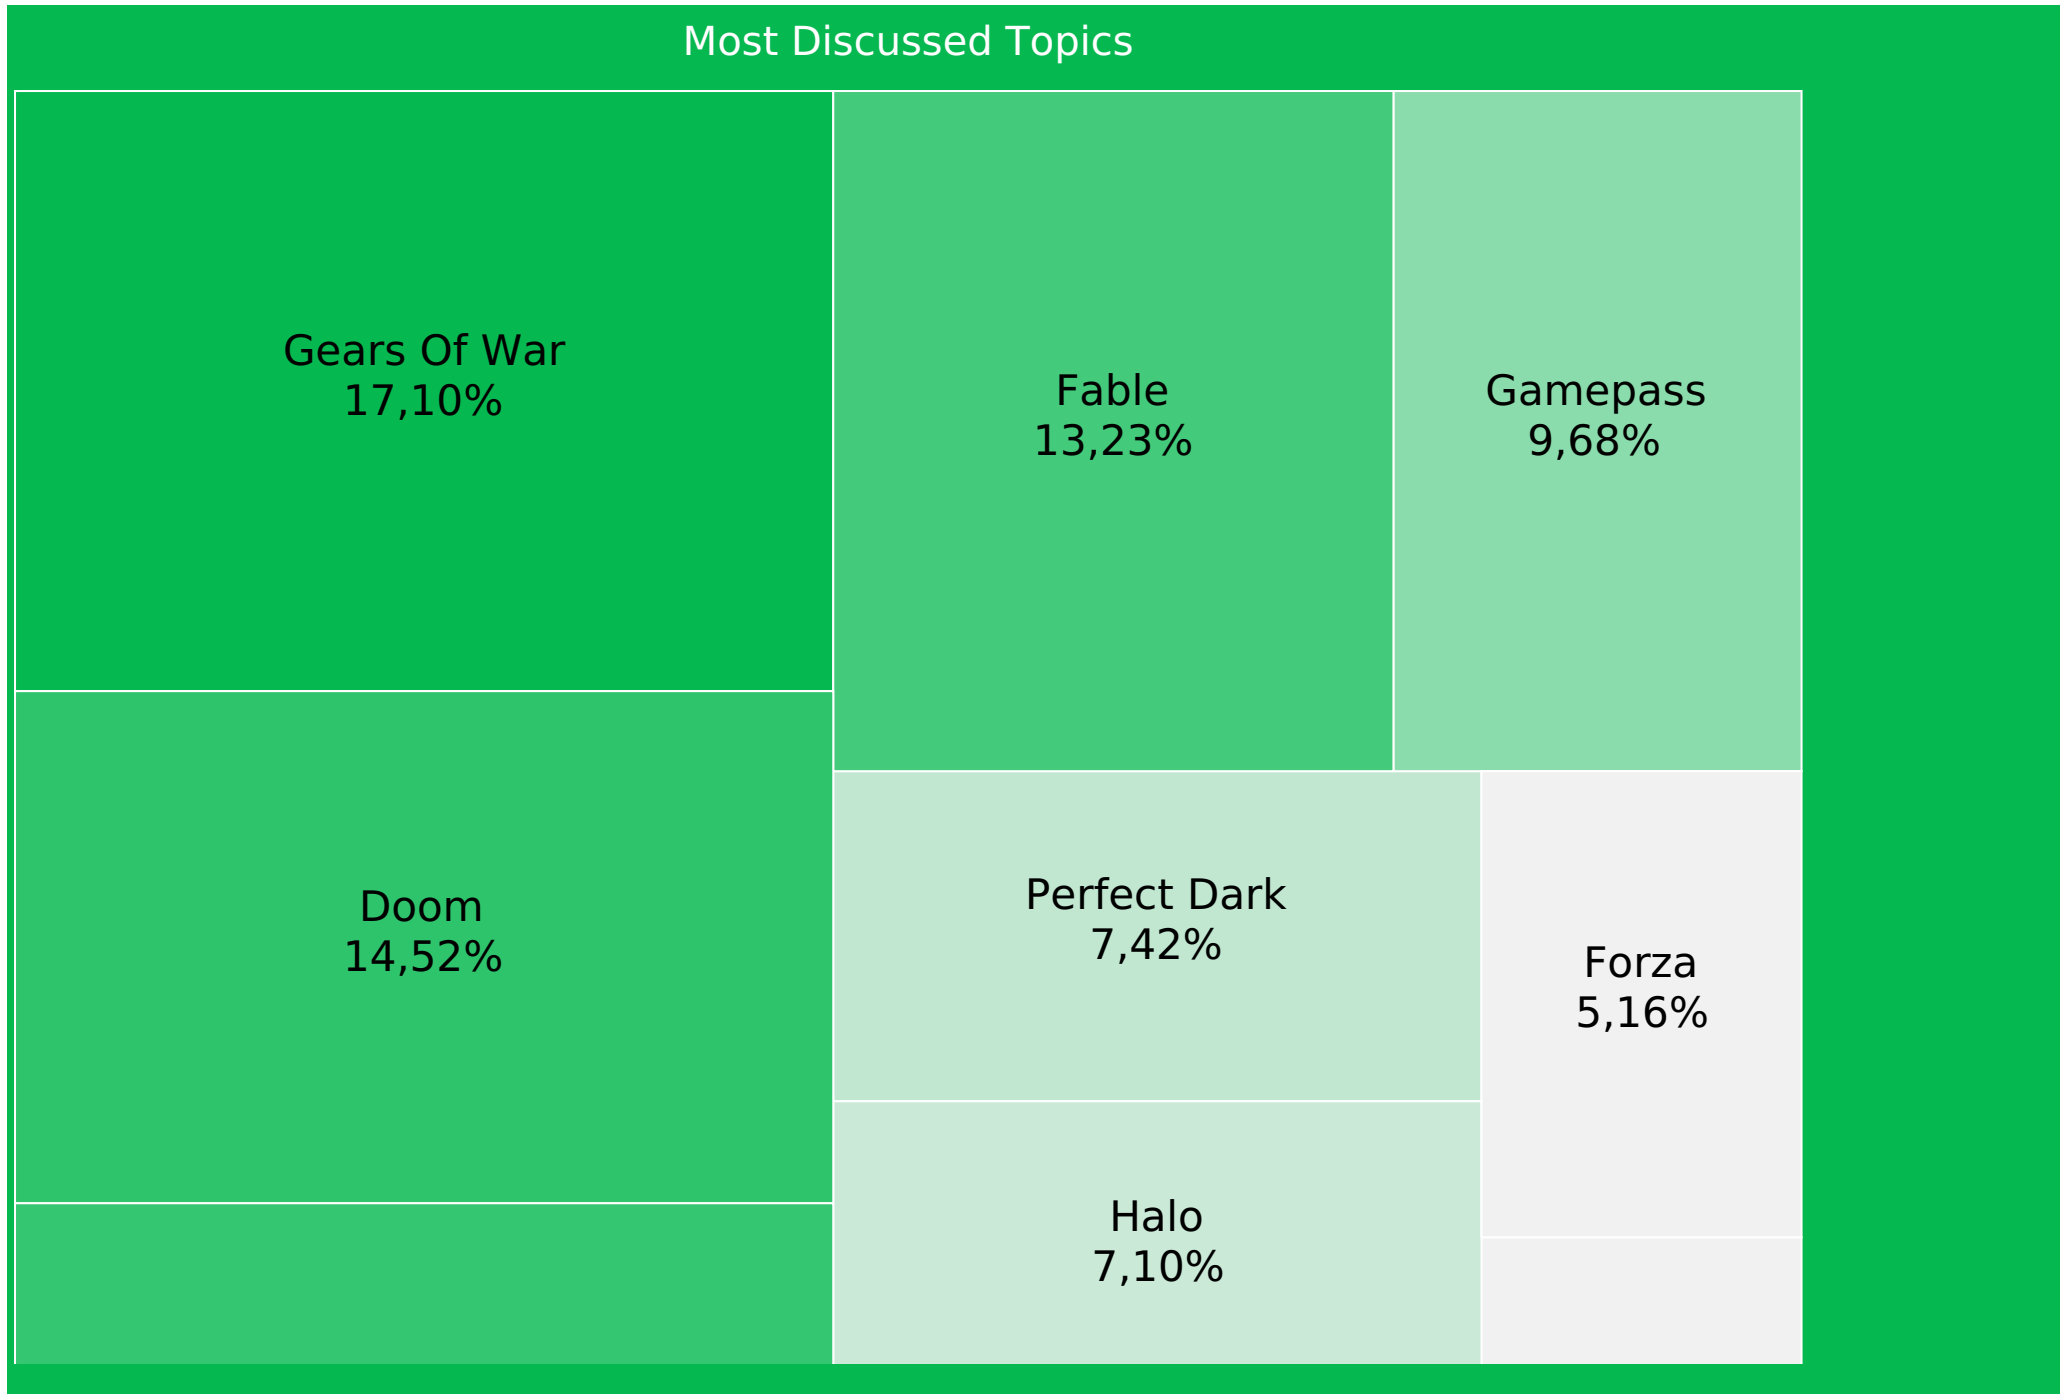 Most Discussed Topics
Gears Of War
17,10%
Fable
13,23%
Gamepass
9,68%
Doom
14,52%
Perfect Dark
7,42%
Forza
5,16%
Halo
7,10%